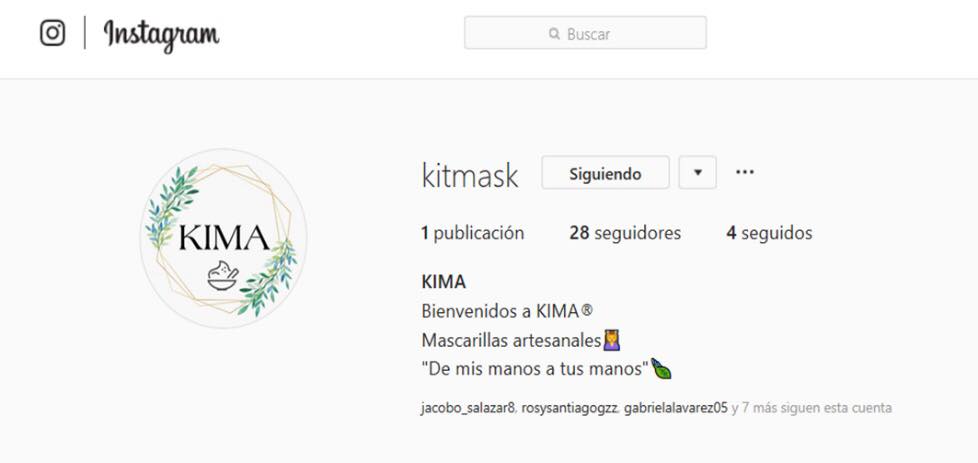 Instagram
Buscar
KIMA
kitmask Siguiendo
1 publicación 28 seguidores 4 seguidos
KIMA
Bienvenidos a KIMA®
Mascarillas artesanales💆
"De mis manos a tus manos"🍃
jacobo_salazar8, rosysantiagogzz, gabrielalavarez05 y 7 más siguen esta cuenta